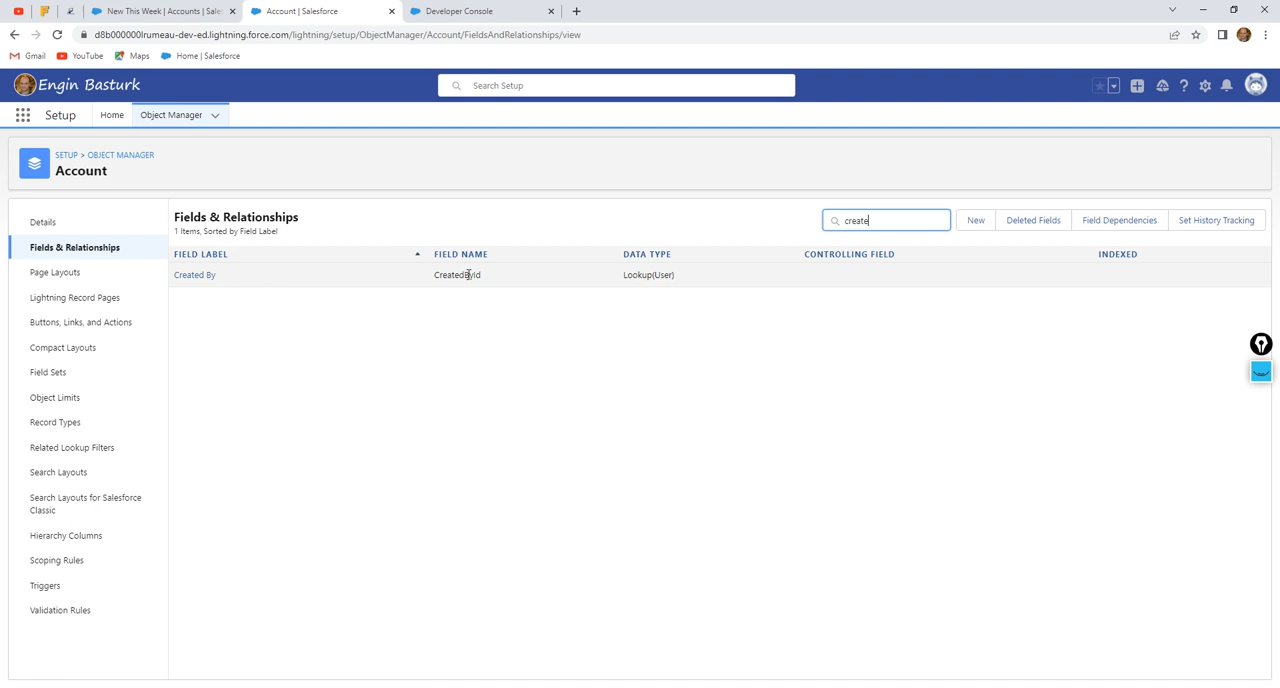 New This Week | Accounts | Sales
Account | Salesforce
Developer Console
d8b000000lrumeau-dev-ed.lightning.force.com/lightning/setup/ObjectManager/Account/FieldsAndRelationships/view
Gmail
YouTube
Maps
Home | Salesforce
Engin Basturk
Search Setup
Setup
Home
Object Manager
SETUP > OBJECT MANAGER
Account
Details
Fields & Relationships
Page Layouts
Lightning Record Pages
Buttons, Links, and Actions
Compact Layouts
Field Sets
Object Limits
Record Types
Related Lookup Filters
Search Layouts
Search Layouts for Salesforce
Classic
Hierarchy Columns
Scoping Rules
Triggers
Validation Rules
Fields & Relationships
1 Items, Sorted by Field Label
create
New
Deleted Fields
Field Dependencies
Set History Tracking
FIELD LABEL FIELD NAME DATA TYPE CONTROLLING FIELD INDEXED
Created By CreatedById Lookup(User)